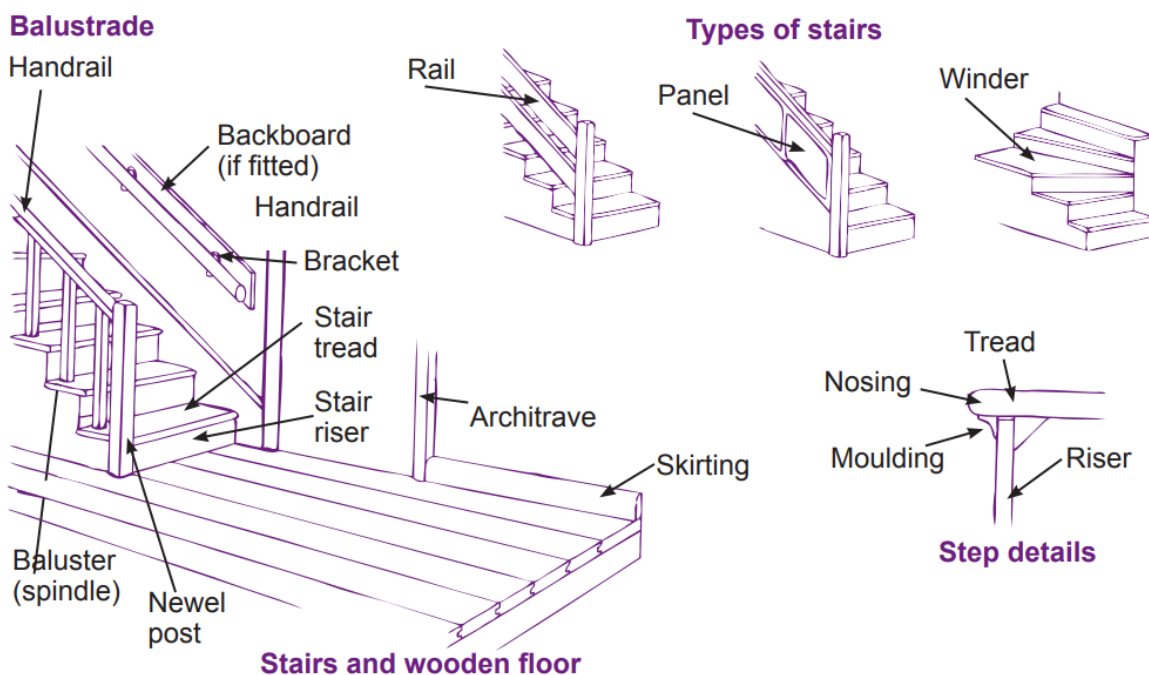 Balustrade
Handrail
Backboard
(if fitted)
Handrail
Bracket
Stair
tread
Stair
riser
Architrave
Skirting
Baluster
(spindle)
Newel
post
Stairs and wooden floor
Types of stairs
Rail
Panel
Winder
Tread
Nosing
Moulding
Riser
Step details